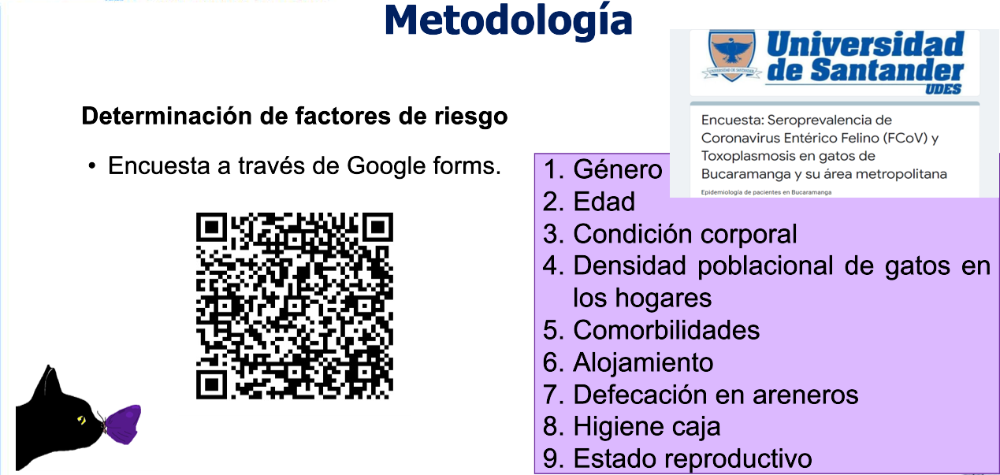 Metodología
Determinación de factores de riesgo
• Encuesta a través de Google forms.
Universidad
de Santander
UDES
Encuesta: Seroprevalencia de
Coronavirus Entérico Felino (FCoV) y
Toxoplasmosis en gatos de
Bucaramanga y su área metropolitana
Epidemiología de pacientes en Bucaramanga
1. Género
2. Edad
3. Condición corporal
4. Densidad poblacional de gatos en
los hogares
5. Comorbilidades
6. Alojamiento
7. Defecación en areneros
8. Higiene caja
9. Estado reproductivo